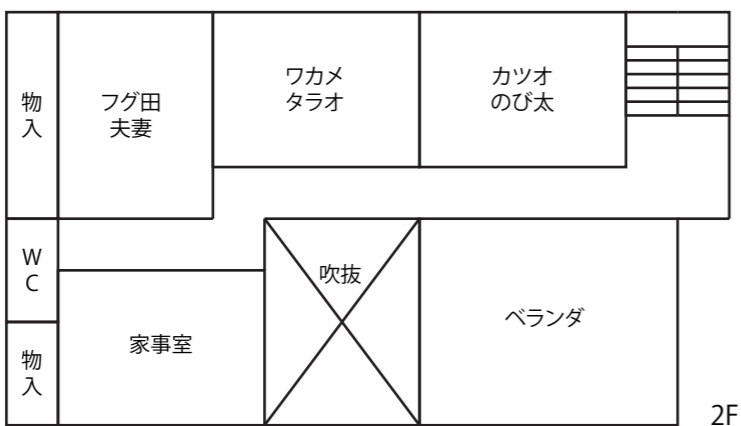 物
入
フグ田
夫妻
ワカメ
タラオ
カツオ
のび太
W
C
吹抜
ベランダ
家事室
物
入
2F